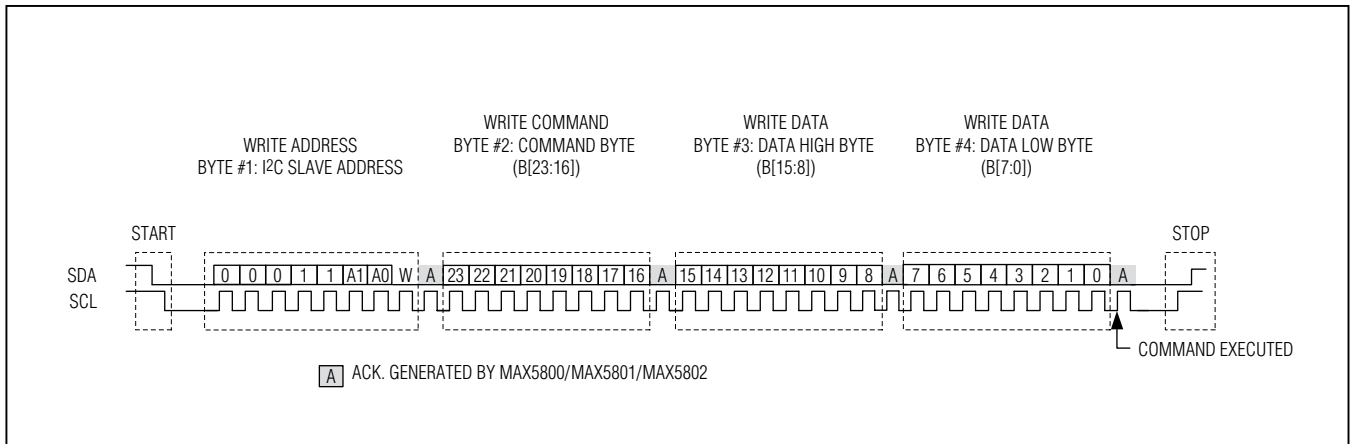 WRITE ADDRESS
BYTE #1: I2C SLAVE ADDRESS
WRITE COMMAND
BYTE #2: COMMAND BYTE
(B[23:16])
WRITE DATA
BYTE #3: DATA HIGH BYTE
(B[15:8])
WRITE DATA
BYTE #4: DATA LOW BYTE
(B[7:0])
START
STOP
SDA
0 0 0 1 1 A1 A0 W A 23 22 21 20 19 18 17 16 A 15 14 13 12 11 10 9 8 A 7 6 5 4 3 2 1 0 A
SCL
COMMAND EXECUTED
A ACK. GENERATED BY MAX5800/MAX5801/MAX5802